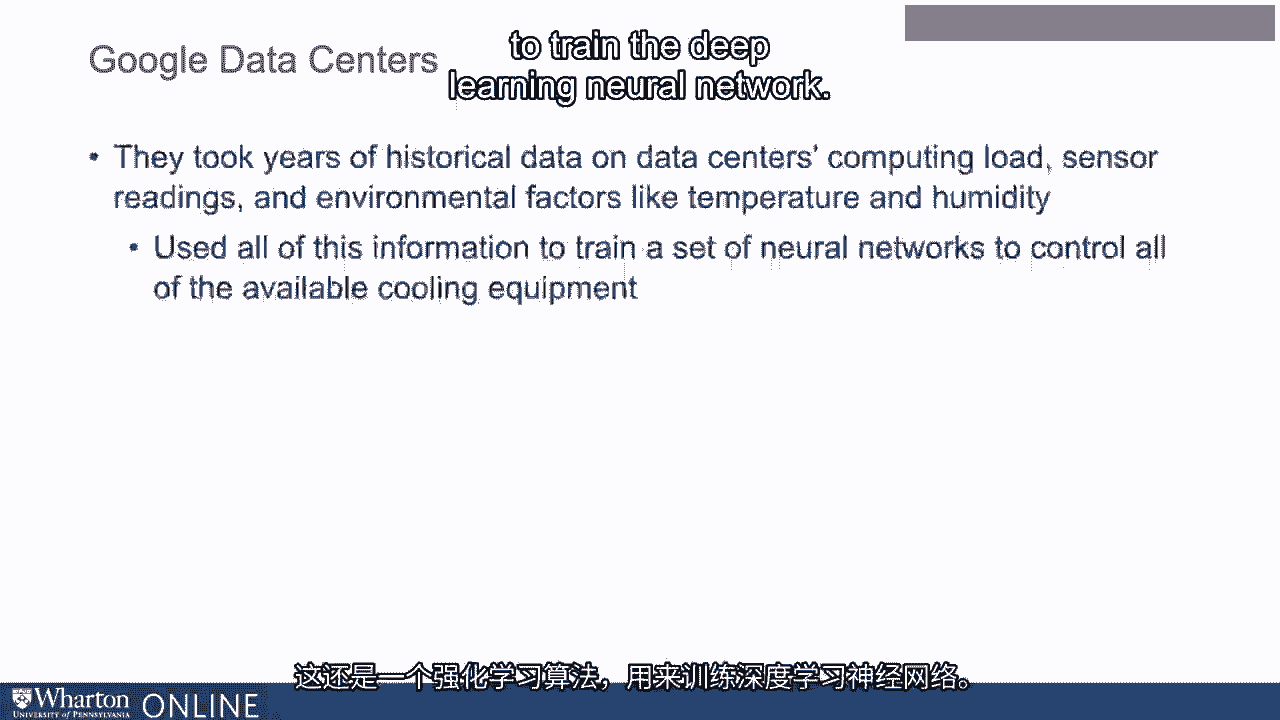 Google Data Centers
to train the deep
learning neural network.
• They took years of historical data on data centers' computing load, sensor
readings, and environmental factors like temperature and humidity
• Used all of this information to train a set of neural networks to control all
of the available cooling equipment
这还是一个强化学习算法，用来训练深度学习神经网络。
Wharton ONLINE
UNIVERSITY of PENNSYLVANIA